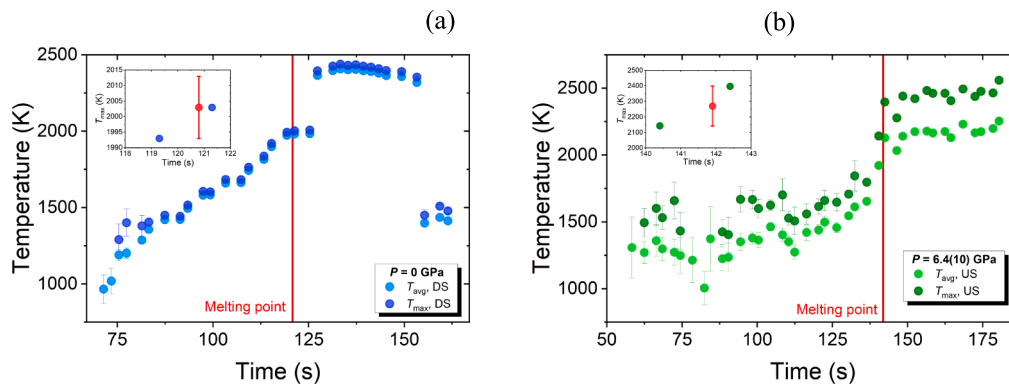 (a)
2500
2000
1500
1000
Temperature (K)
75
100
125
150
Time (s)
2015
2010
2005
2000
1995
1990
T_max (K)
118
119
120
121
122
Time (s)
P = 0 GPa
T_avg, DS
T_max, DS
Melting point
(b)
2500
2000
1500
1000
Temperature (K)
50
75
100
125
150
175
Time (s)
2500
2400
2300
2200
2100
2000
T_max (K)
140
141
142
143
Time (s)
P = 6.4(10) GPa
T_avg, US
T_max, US
Melting point